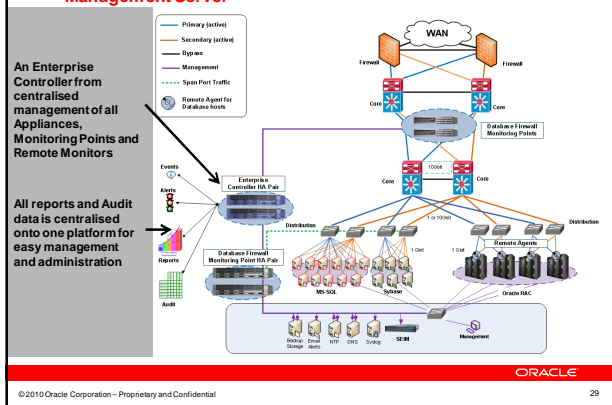 Management Server
An Enterprise
Controller from
centralised
management of all
Appliances,
Monitoring Points and
Remote Monitors
All reports and Audit
data is centralised
onto one platform for
easy management
and administration
Primary (active)
Secondary (active)
Bypass
Management
Span Port Traffic
Remote Agent for
Database hosts
WAN
Firewall
Firewall
Core
Core
Database Firewall
Monitoring Points
10Gbit
Core
Core
Events
Alerts
Reports
Audit
Enterprise
Controller HA Pair
Database Firewall
Monitoring Point HA Pair
Distribution
1 or 10Gbit
Distribution
1 Gbit
1 Gbit
Remote Agents
MS-SQL
Sybase
Oracle RAC
Backup
Storage
Email
Alerts
NTP
DNS
Syslog
SEIM
Management
ORACLE
© 2010 Oracle Corporation – Proprietary and Confidential
29